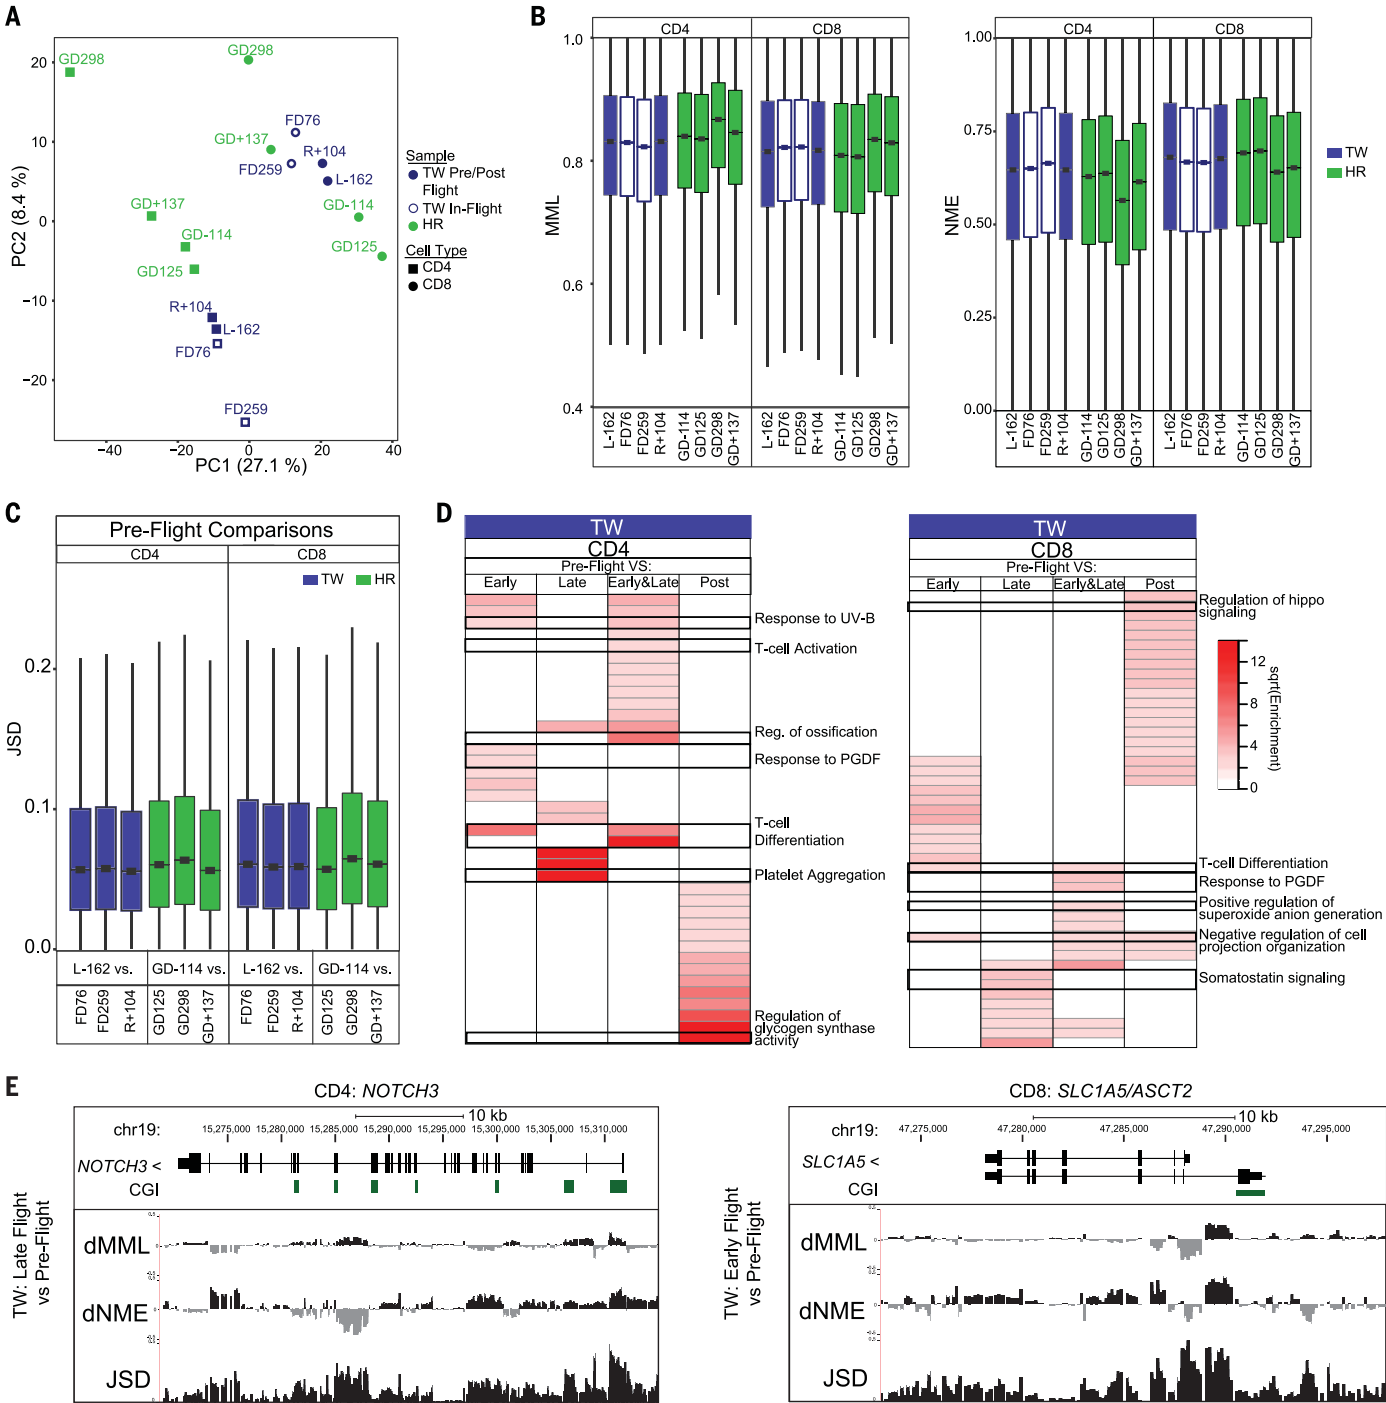 A
GD298
GD298
FD76
GD+137
R+104
FD259
L-162
GD+137
GD-114
GD-114
GD125
GD125
R+104
L-162
FD76
FD259
20
10
0
−10
−20
PC2 (8.4 %)
−40
−20
0
20
40
PC1 (27.1 %)
Sample
TW Pre/Post
Flight
TW In-Flight
HR
Cell Type
CD4
CD8
B
CD4
CD8
MML
1.0
0.8
0.6
0.4
L-162
FD76
FD259
R+104
GD-114
GD125
GD298
GD+137
L-162
FD76
FD259
R+104
GD-114
GD125
GD298
GD+137
CD4
CD8
NME
1.00
0.75
0.50
0.25
0.00
L-162
FD76
FD259
R+104
GD-114
GD125
GD298
GD+137
L-162
FD76
FD259
R+104
GD-114
GD125
GD298
GD+137
TW
HR
C
Pre-Flight Comparisons
CD4
CD8
TW
HR
JSD
0.2
0.1
0.0
L-162 vs.
GD-114 vs.
L-162 vs.
GD-114 vs.
FD76
FD259
R+104
GD125
GD298
GD+137
FD76
FD259
R+104
GD125
GD298
GD+137
D
TW
CD4
Pre-Flight VS:
Early
Late
Early&Late
Post
Response to UV-B
T-cell Activation
Reg. of ossification
Response to PGDF
T-cell
Differentiation
Platelet Aggregation
Regulation of
glycogen synthase
activity
TW
CD8
Pre-Flight VS:
Early
Late
Early&Late
Post
Regulation of hippo
signaling
T-cell Differentiation
Response to PGDF
Positive regulation of
superoxide anion generation
Negative regulation of cell
projection organization
Somatostatin signaling
12
8
4
0
sqrt(Enrichment)
E
CD4: NOTCH3
10 kb
chr19:
15,275,000
15,280,000
15,285,000
15,290,000
15,295,000
15,300,000
15,305,000
15,310,000
NOTCH3 <
CGI
TW: Late Flight
vs Pre-Flight
dMML
dNME
JSD
CD8: SLC1A5/ASCT2
10 kb
chr19:
47,275,000
47,280,000
47,285,000
47,290,000
47,295,000
SLC1A5 <
CGI
TW: Early Flight
vs Pre-Flight
dMML
dNME
JSD